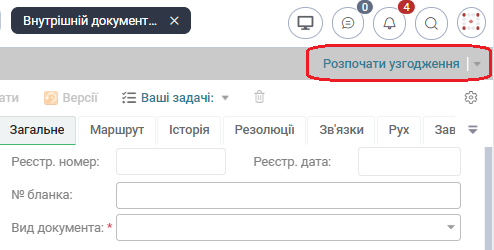 Внутрішній документ...
0
4
Розпочати узгодження
ати Версії Ваші задачі:
Загальне Маршрут Історія Резолюції Зв'язки Рух Зав
Реєстр. номер: Реєстр. дата:
№ бланка:
Вид документа: *